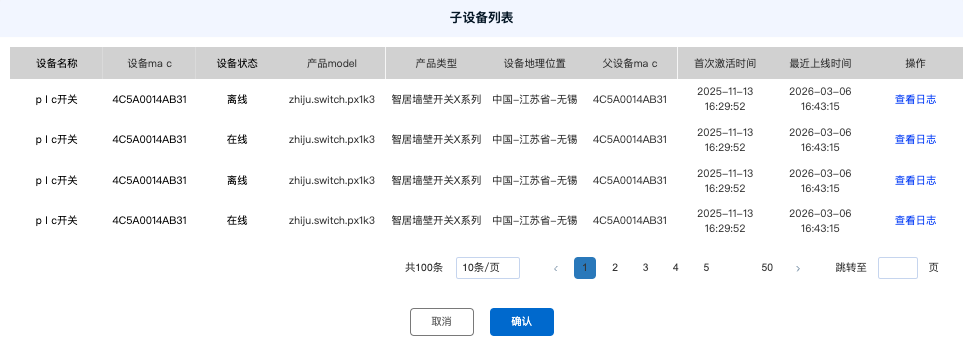 子设备列表
设备名称 设备ma c 设备状态 产品model 产品类型 设备地理位置 父设备ma c 首次激活时间 最近上线时间 操作
p l c开关 4C5A0014AB31 离线 zhiju.switch.px1k3 智居墙壁开关X系列 中国-江苏省-无锡 4C5A0014AB31 2025-11-13 16:29:52 2026-03-06 16:43:15 查看日志
p l c开关 4C5A0014AB31 在线 zhiju.switch.px1k3 智居墙壁开关X系列 中国-江苏省-无锡 4C5A0014AB31 2025-11-13 16:29:52 2026-03-06 16:43:15 查看日志
p l c开关 4C5A0014AB31 离线 zhiju.switch.px1k3 智居墙壁开关X系列 中国-江苏省-无锡 4C5A0014AB31 2025-11-13 16:29:52 2026-03-06 16:43:15 查看日志
p l c开关 4C5A0014AB31 在线 zhiju.switch.px1k3 智居墙壁开关X系列 中国-江苏省-无锡 4C5A0014AB31 2025-11-13 16:29:52 2026-03-06 16:43:15 查看日志
共100条 10条/页 ‹ 1 2 3 4 5 50 › 跳转至 页
取消 确认